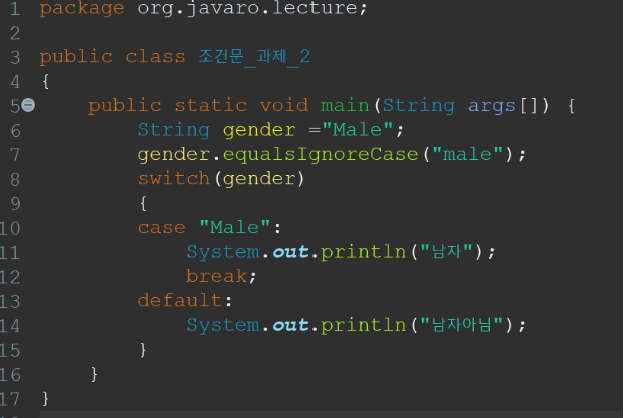 1 package org.javaro.lecture;
2
3 public class 조건문_과제_2
4 {
5 public static void main(String args[]) {
6 String gender ="Male";
7 gender.equalsIgnoreCase("male");
8 switch(gender)
9 {
10 case "Male":
11 System.out.println("남자");
12 break;
13 default:
14 System.out.println("남자아님");
15 }
16 }
17 }